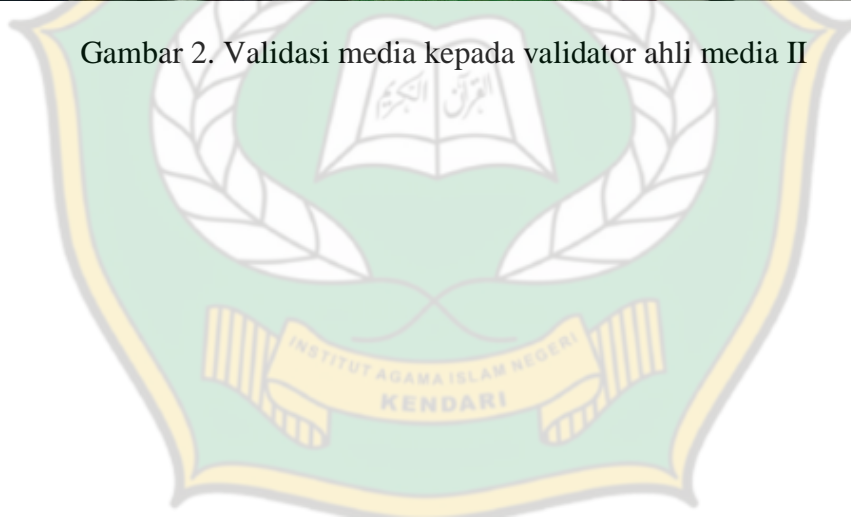 Gambar 2. Validasi media kepada validator ahli media II
القرآن الكريم
INSTITUT AGAMA ISLAM NEGERI
KENDARI